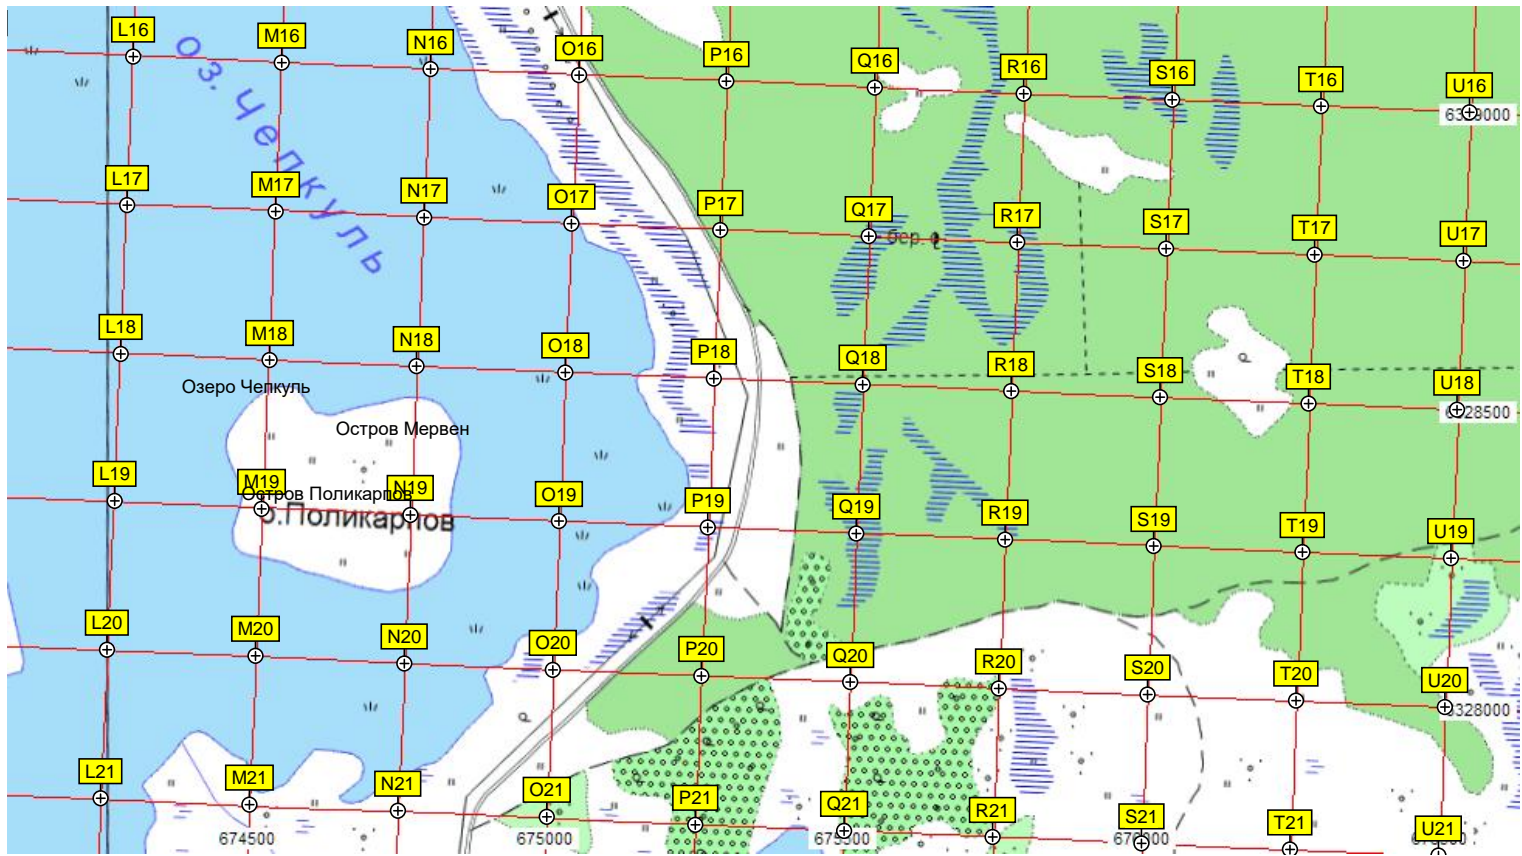 L16 M16 N16 O16 P16 Q16 R16 S16 T16 U16
оз. Чепкуль
L17 M17 N17 O17 P17 Q17 R17 S17 T17 U17
бер.
L18 M18 N18 O18 P18 Q18 R18 S18 T18 U18
Озеро Чепкуль
Остров Мервен
L19 M19 N19 O19 P19 Q19 R19 S19 T19 U19
Остров Поликарпов
о.Поликарпов
L20 M20 N20 O20 P20 Q20 R20 S20 T20 U20
L21 M21 N21 O21 P21 Q21 R21 S21 T21 U21
674500 675000